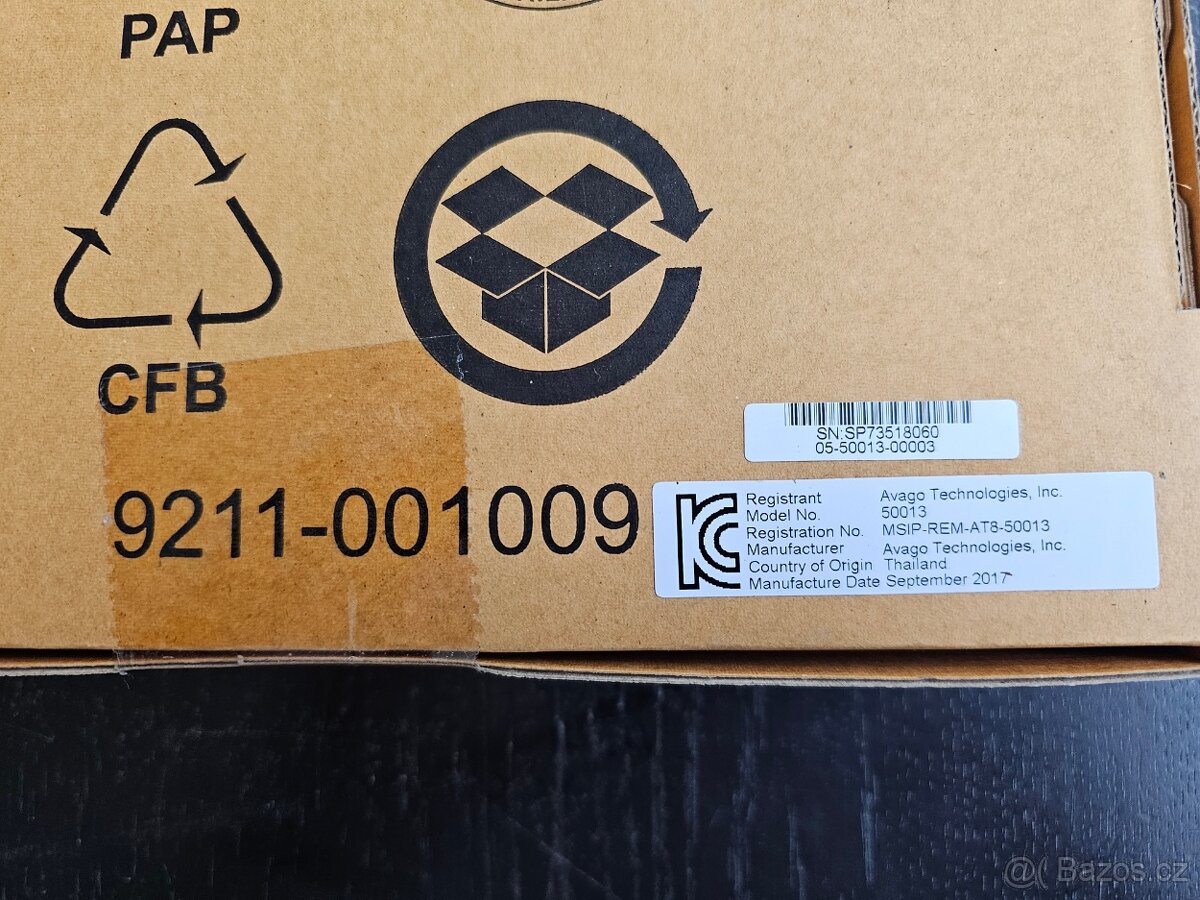 PAP
CFB
SN:SP73518060
05-50013-00003
9211-001009
Registrant Avago Technologies, Inc.
Model No. 50013
Registration No. MSIP-REM-AT8-50013
Manufacturer Avago Technologies, Inc.
Country of Origin Thailand
Manufacture Date September 2017
@( Bazos.cz